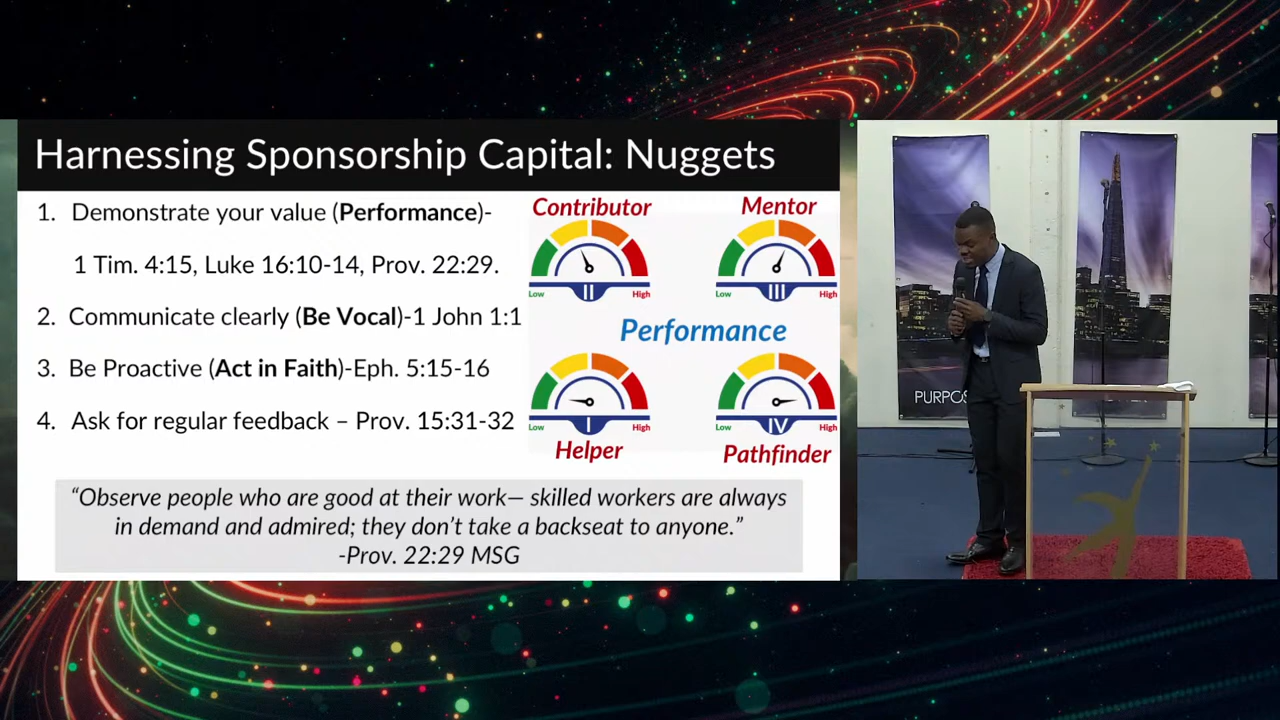 Harnessing Sponsorship Capital: Nuggets
1. Demonstrate your value (Performance)-
1 Tim. 4:15, Luke 16:10-14, Prov. 22:29.
2. Communicate clearly (Be Vocal)-1 John 1:1
3. Be Proactive (Act in Faith)-Eph. 5:15-16
4. Ask for regular feedback – Prov. 15:31-32
Contributor
Low II High
Mentor
Low III High
Performance
Low I High
Helper
Low IV High
Pathfinder
“Observe people who are good at their work— skilled workers are always
in demand and admired; they don’t take a backseat to anyone.”
-Prov. 22:29 MSG
PURPOS